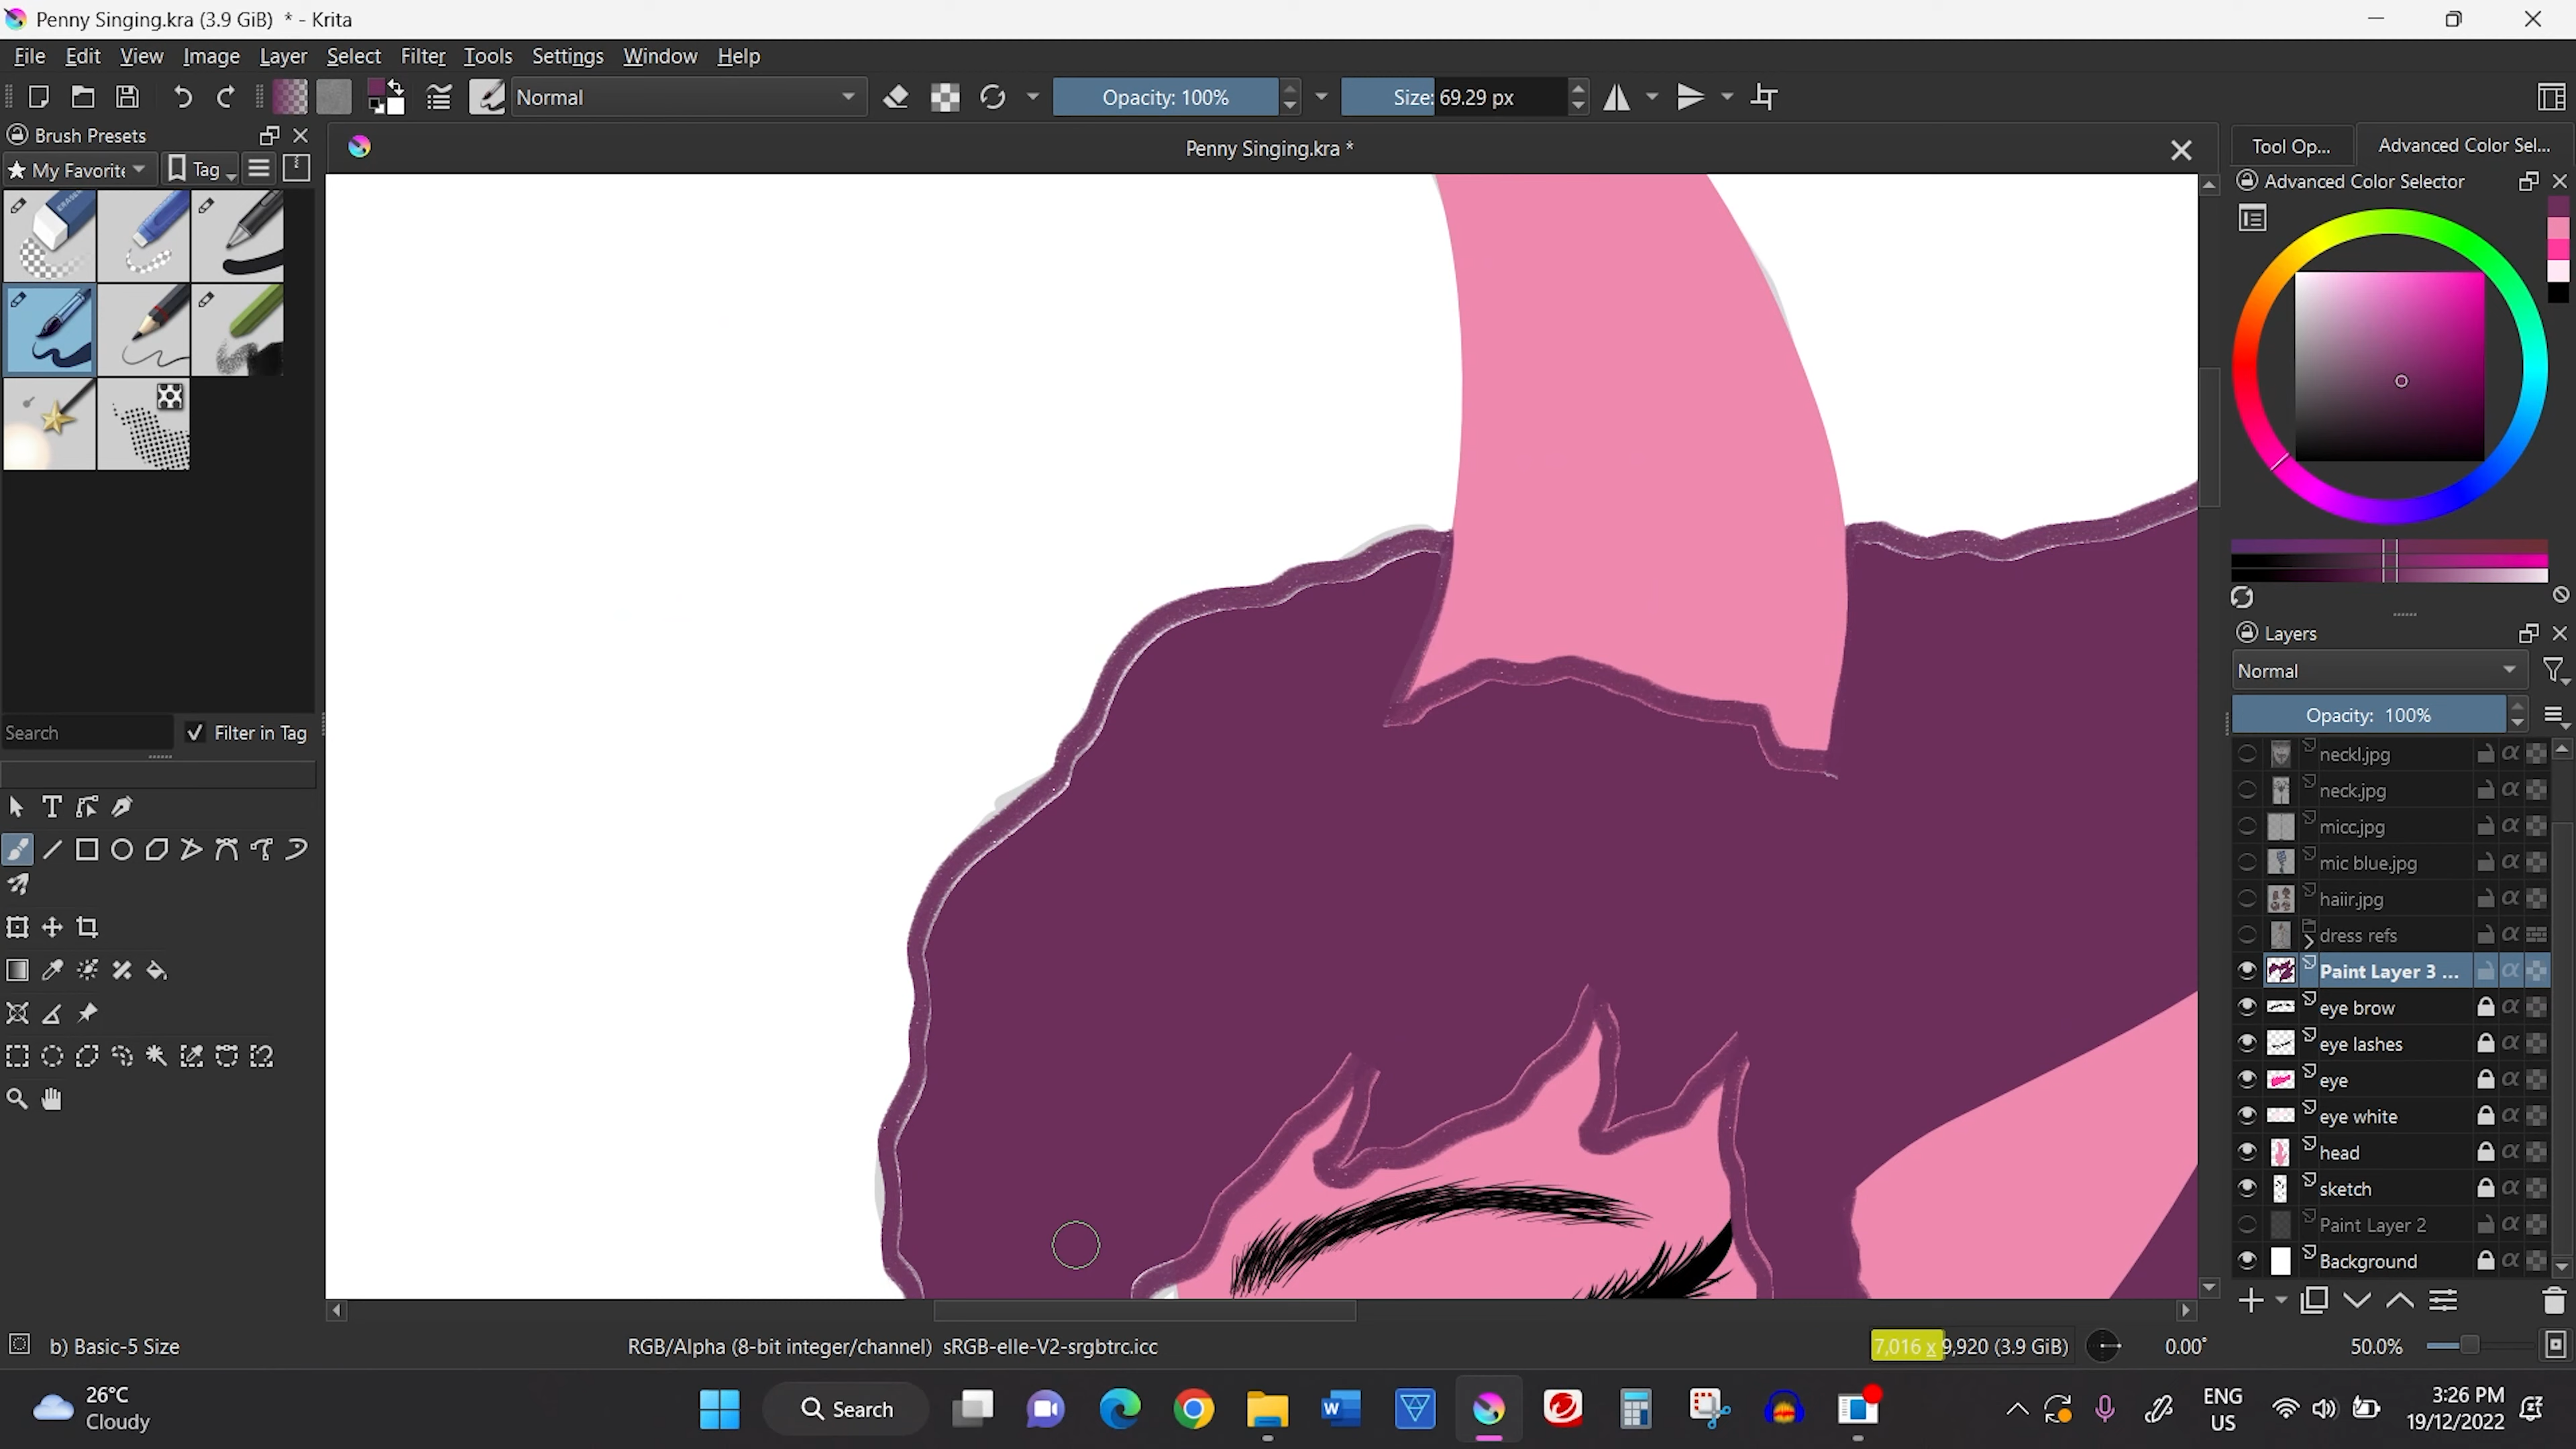 Penny Singing.kra (3.9 GiB) * - Krita
File Edit View Image Layer Select Filter Tools Settings Window Help
Normal
Opacity: 100%
Size: 69.29 px
Brush Presets
Penny Singing.kra *
Tool Op... Advanced Color Sel...
My Favorit
Tag
Advanced Color Selector
Search
Filter in Tag
Layers
Normal
Opacity: 100%
neckl.jpg
neck.jpg
micc.jpg
mic blue.jpg
haiir.jpg
dress refs
Paint Layer 3 ...
eye brow
eye lashes
eye
eye white
head
sketch
Paint Layer 2
Background
b) Basic-5 Size
RGB/Alpha (8-bit integer/channel) sRGB-elle-V2-srgbtrc.icc
7,016 x 9,920 (3.9 GiB)
0.00°
50.0%
26°C
Cloudy
Search
ENG
US
3:26 PM
19/12/2022